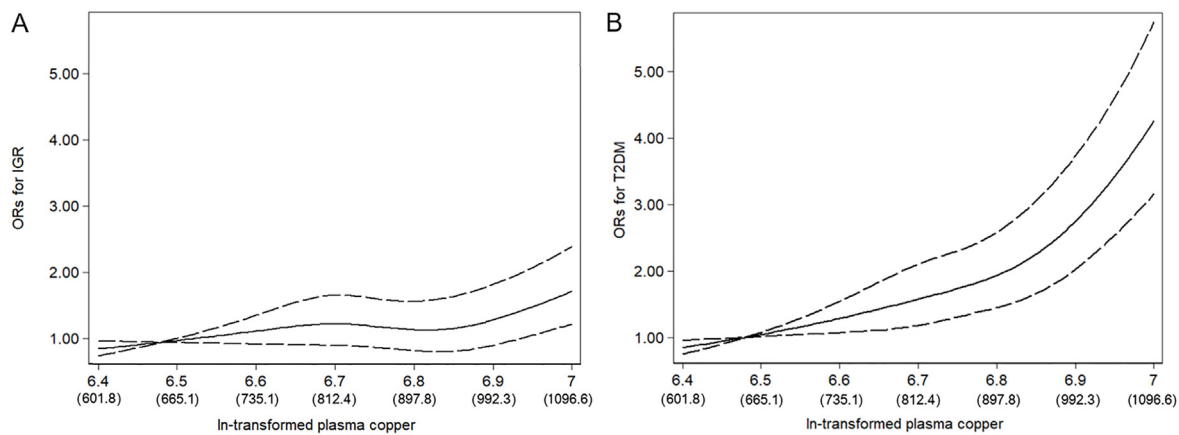 A
ORs for IGR
5.00
4.00
3.00
2.00
1.00
6.4 6.5 6.6 6.7 6.8 6.9 7
(601.8) (665.1) (735.1) (812.4) (897.8) (992.3) (1096.6)
ln-transformed plasma copper
B
ORs for T2DM
5.00
4.00
3.00
2.00
1.00
6.4 6.5 6.6 6.7 6.8 6.9 7
(601.8) (665.1) (735.1) (812.4) (897.8) (992.3) (1096.6)
ln-transformed plasma copper